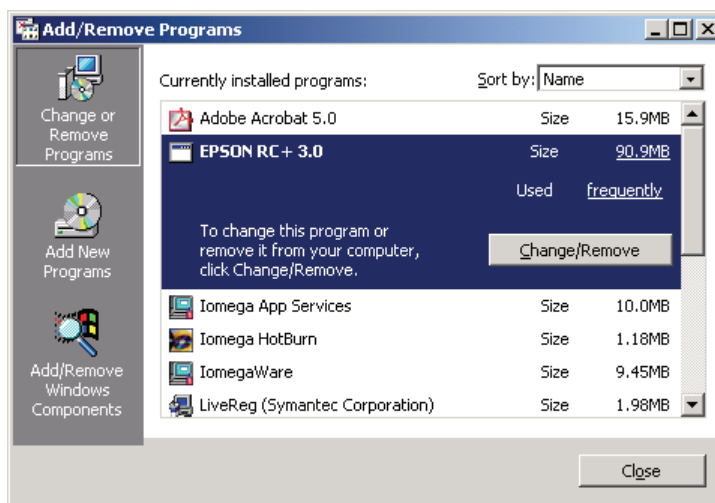 Add/Remove Programs
Change or
Remove
Programs
Add New
Programs
Add/Remove
Windows
Components
Currently installed programs:
Sort by: Name
Adobe Acrobat 5.0 Size 15.9MB
EPSON RC+ 3.0 Size 90.9MB
Used frequently
To change this program or
remove it from your computer,
click Change/Remove.
Change/Remove
Iomega App Services Size 10.0MB
Iomega HotBurn Size 1.18MB
IomegaWare Size 9.45MB
LiveReg (Symantec Corporation) Size 1.98MB
Close